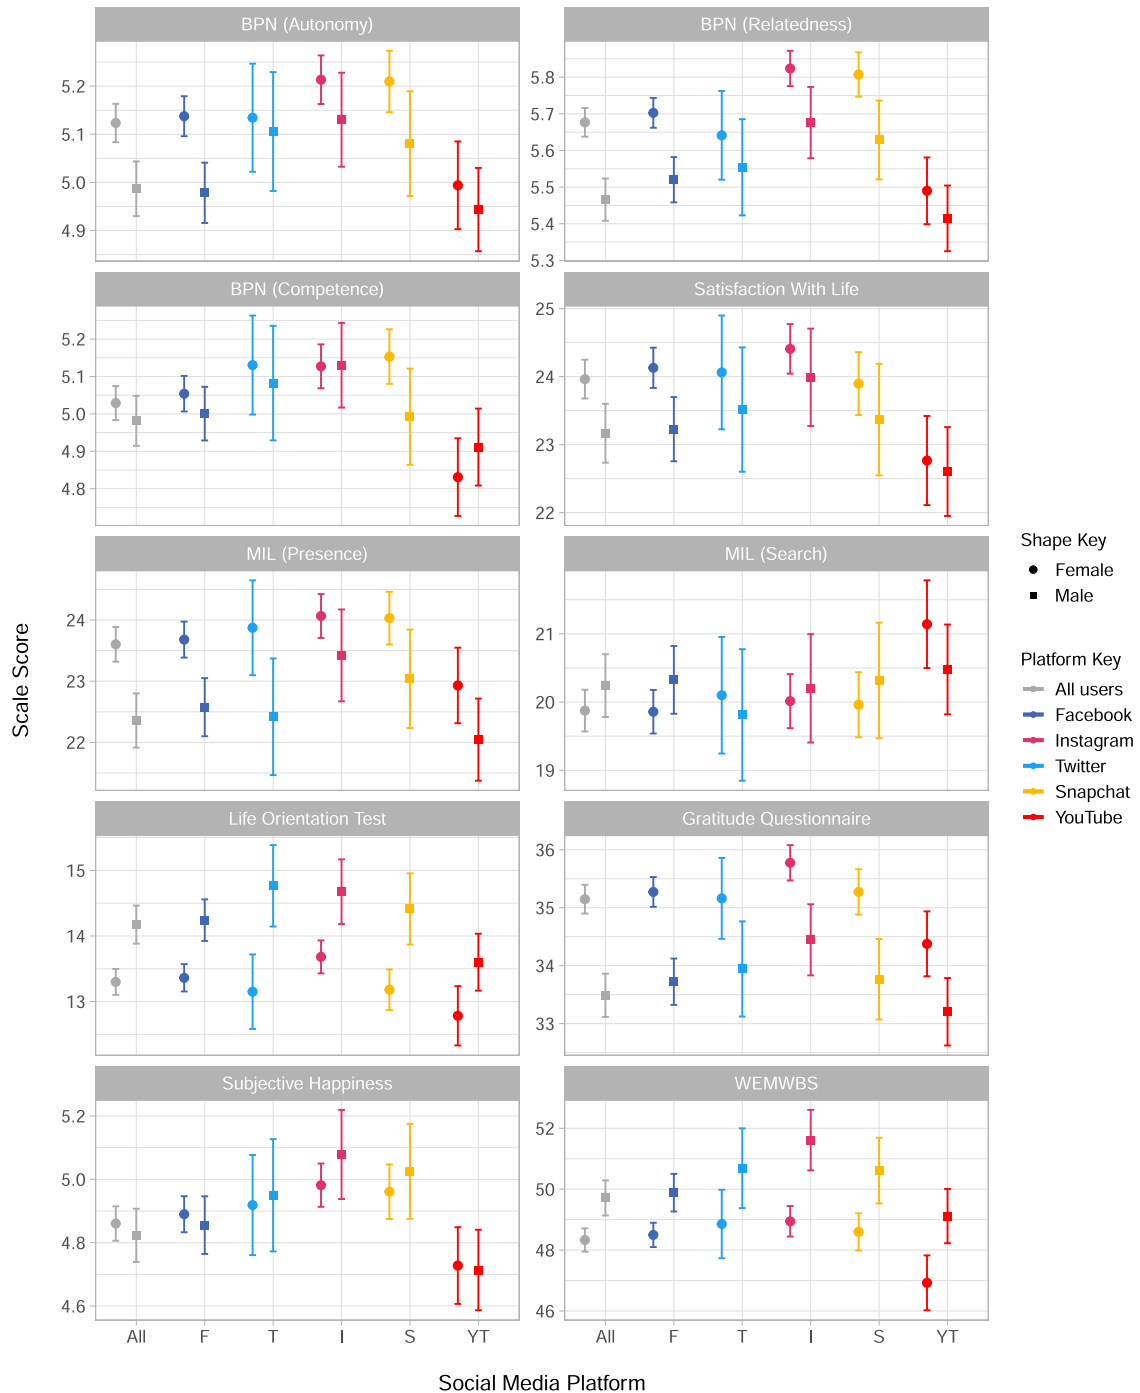 BPN (Autonomy)
BPN (Relatedness)
5.2
5.1
5.0
4.9
5.8
5.7
5.6
5.5
5.4
5.3
BPN (Competence)
Satisfaction With Life
5.2
5.1
5.0
4.9
4.8
25
24
23
22
MIL (Presence)
MIL (Search)
24
23
22
21
20
19
Life Orientation Test
Gratitude Questionnaire
15
14
13
36
35
34
33
Subjective Happiness
WEMWBS
5.2
5.0
4.8
4.6
52
50
48
46
All F T I S YT
All F T I S YT
Social Media Platform
Scale Score
Shape Key
Female
Male
Platform Key
All users
Facebook
Instagram
Twitter
Snapchat
YouTube